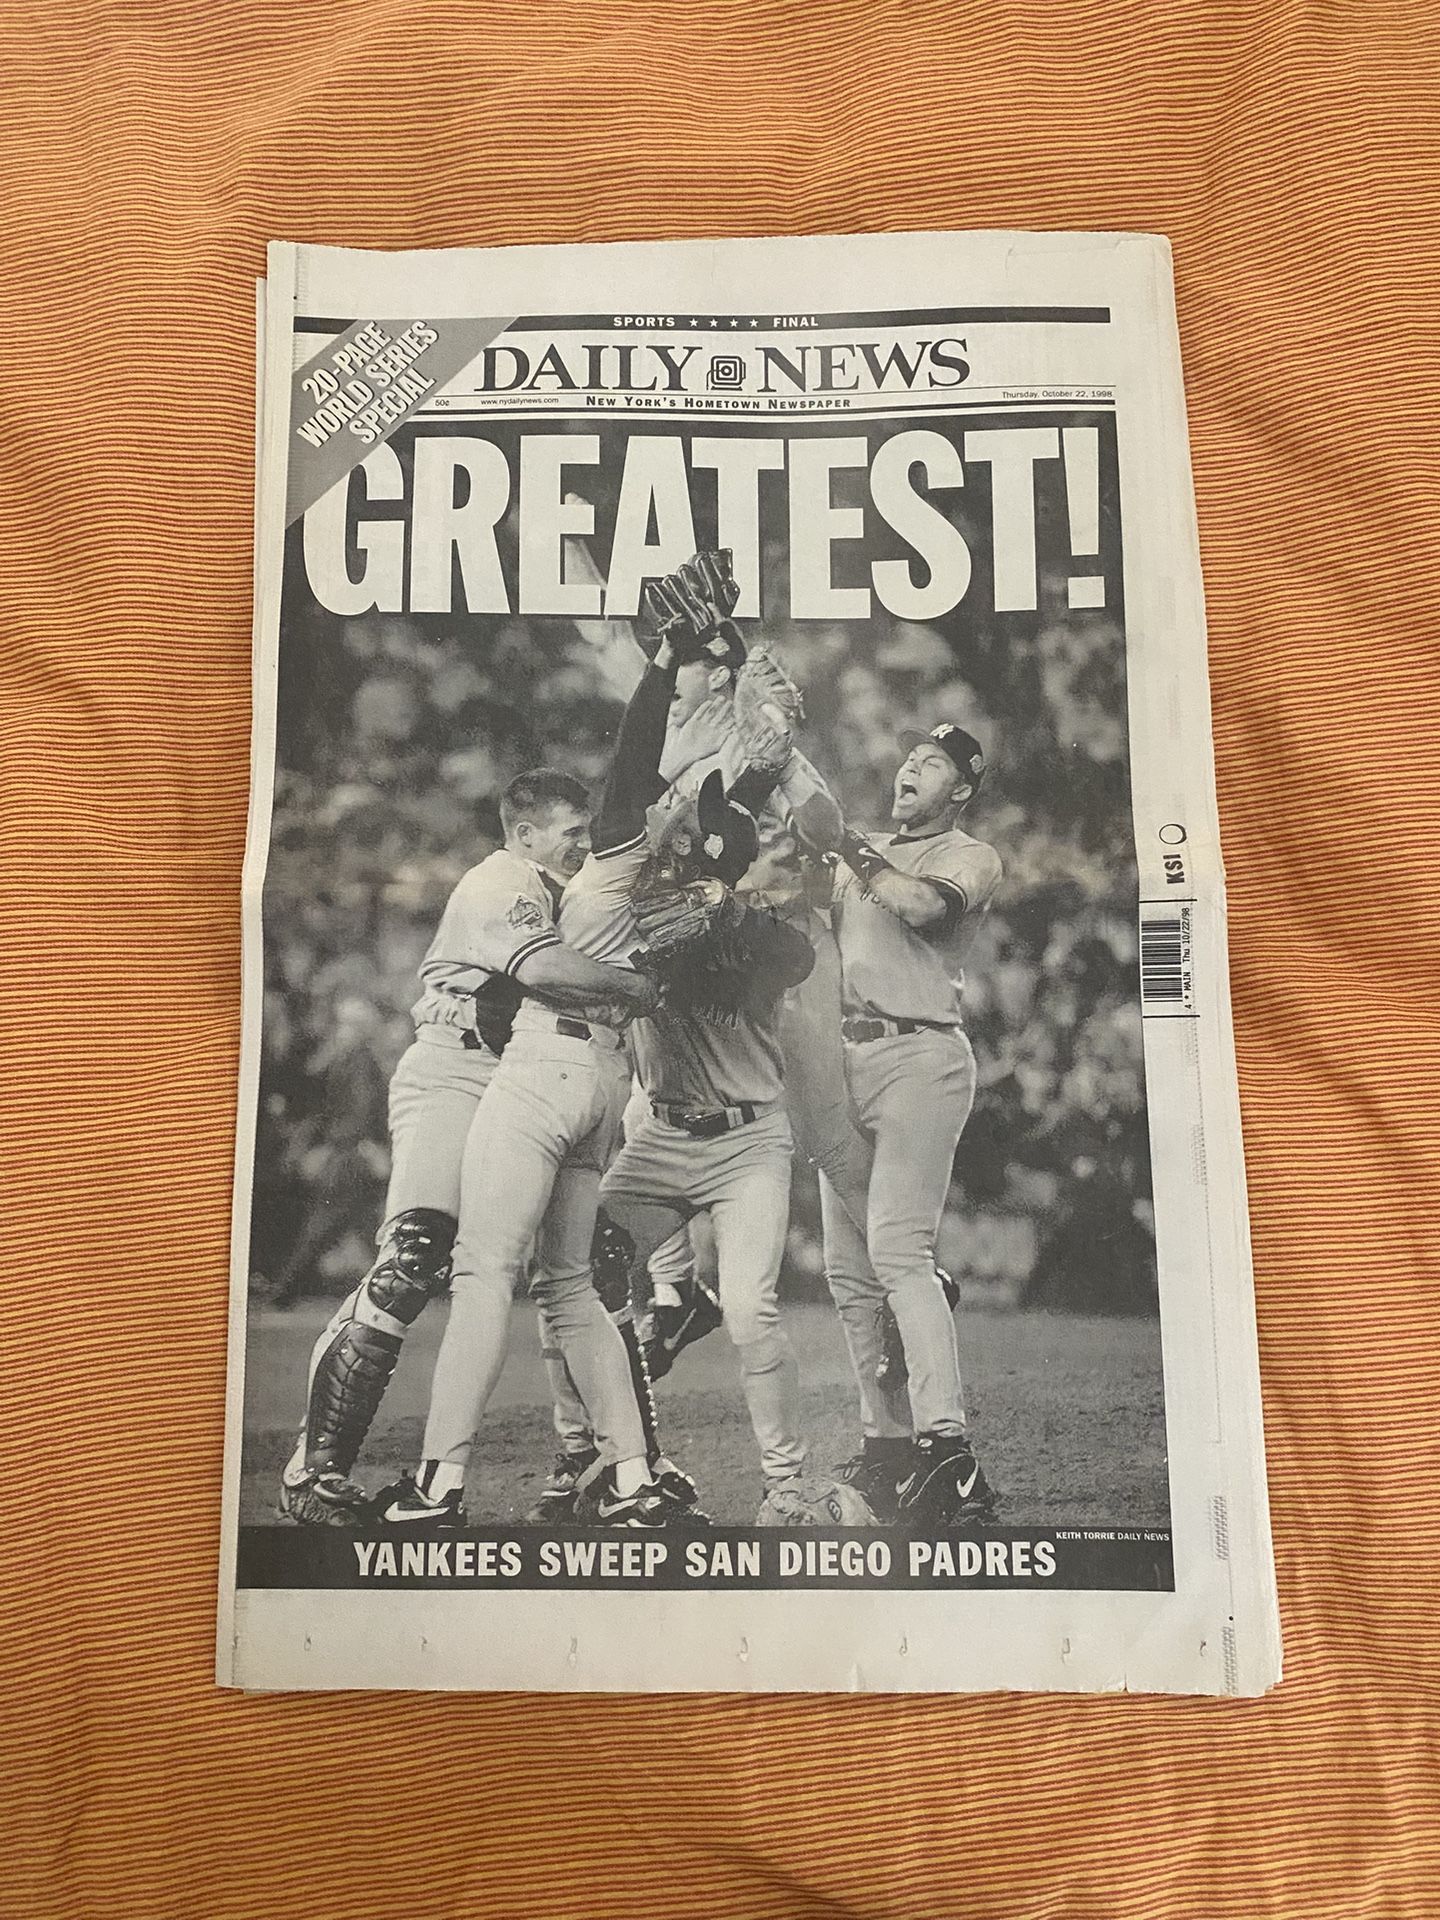 SPORTS ★ ★ ★ ★ FINAL
20-PAGE
WORLD SERIES
SPECIAL
DAILY NEWS
50¢ www.nydailynews.com NEW YORK'S HOMETOWN NEWSPAPER Thursday, October 22, 1998
GREATEST!
KSI
4 * MAIN Thu 10/22/98
KEITH TORRIE DAILY NEWS
YANKEES SWEEP SAN DIEGO PADRES